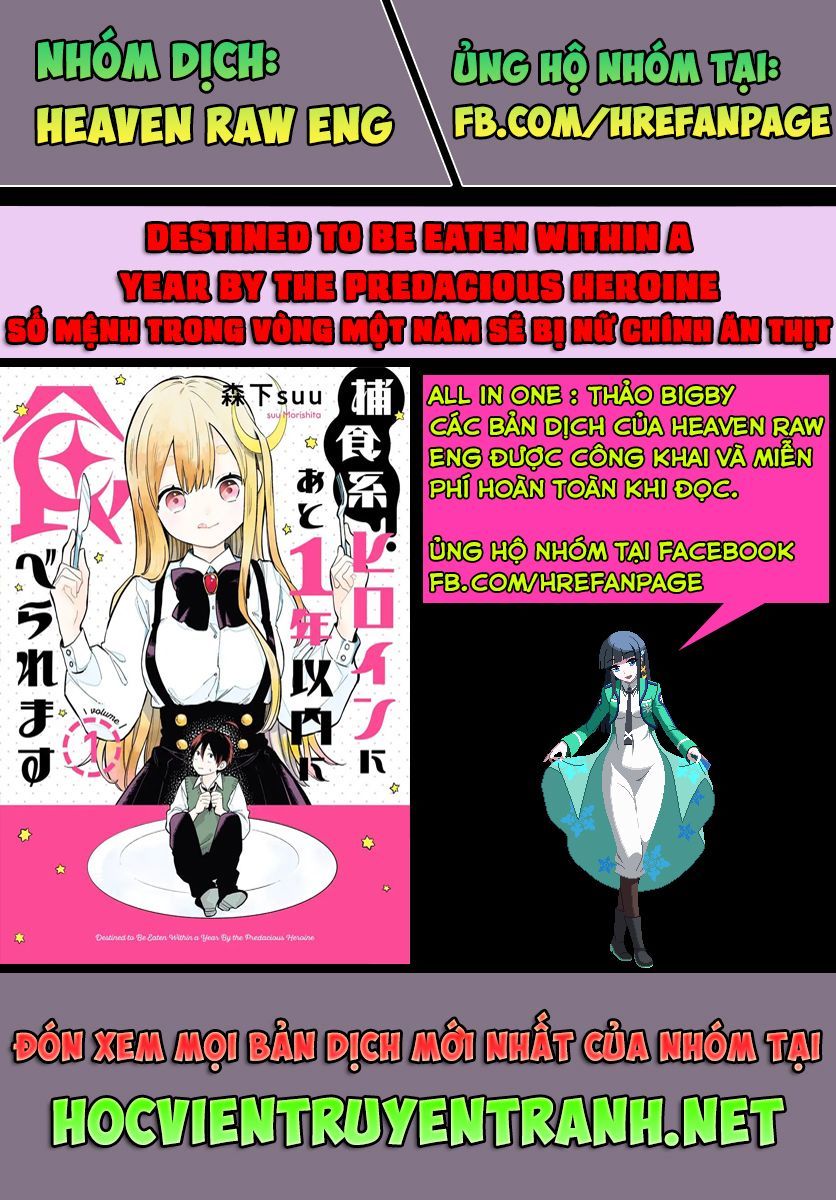 NHÓM DỊCH:
HEAVEN RAW ENG
ỦNG HỘ NHÓM TẠI:
FB.COM/HREFANPAGE
DESTINED TO BE EATEN WITHIN A
YEAR BY THE PREDACIOUS HEROINE
SỐ MỆNH TRONG VÒNG MỘT NĂM SẼ BỊ NỮ CHÍNH ĂN THỊT
森下suu
suu Morishita
捕食系ヒロインに
あと1年以内に
食べられます
volume
1
Destined to Be Eaten Within a Year By the Predacious Heroine
ALL IN ONE : THẢO BIGBY
CÁC BẢN DỊCH CỦA HEAVEN RAW
ENG ĐƯỢC CÔNG KHAI VÀ MIỄN
PHÍ HOÀN TOÀN KHI ĐỌC.
ỦNG HỘ NHÓM TẠI FACEBOOK
FB.COM/HREFANPAGE
ĐÓN XEM MỌI BẢN DỊCH MỚI NHẤT CỦA NHÓM TẠI
HOCVIENTRUYENTRANH.NET